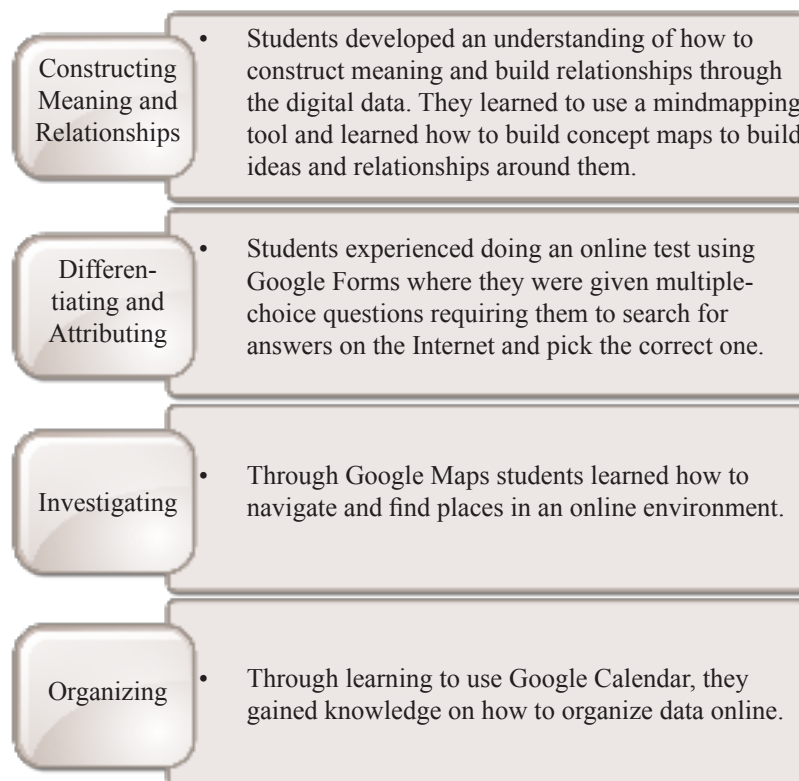 Constructing
Meaning and
Relationships
• Students developed an understanding of how to
construct meaning and build relationships through
the digital data. They learned to use a mindmapping
tool and learned how to build concept maps to build
ideas and relationships around them.
Differen-
tiating and
Attributing
• Students experienced doing an online test using
Google Forms where they were given multiple-
choice questions requiring them to search for
answers on the Internet and pick the correct one.
Investigating
• Through Google Maps students learned how to
navigate and find places in an online environment.
Organizing
• Through learning to use Google Calendar, they
gained knowledge on how to organize data online.